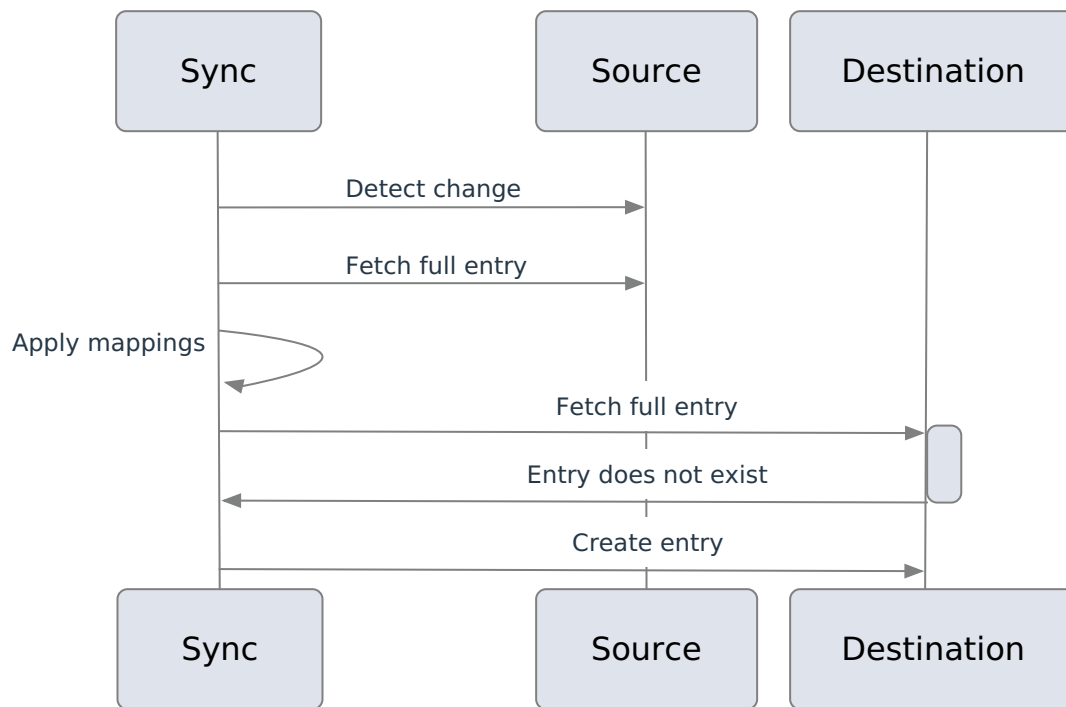 Sync
Source
Destination
Detect change
Fetch full entry
Apply mappings
Fetch full entry
Entry does not exist
Create entry
Sync
Source
Destination